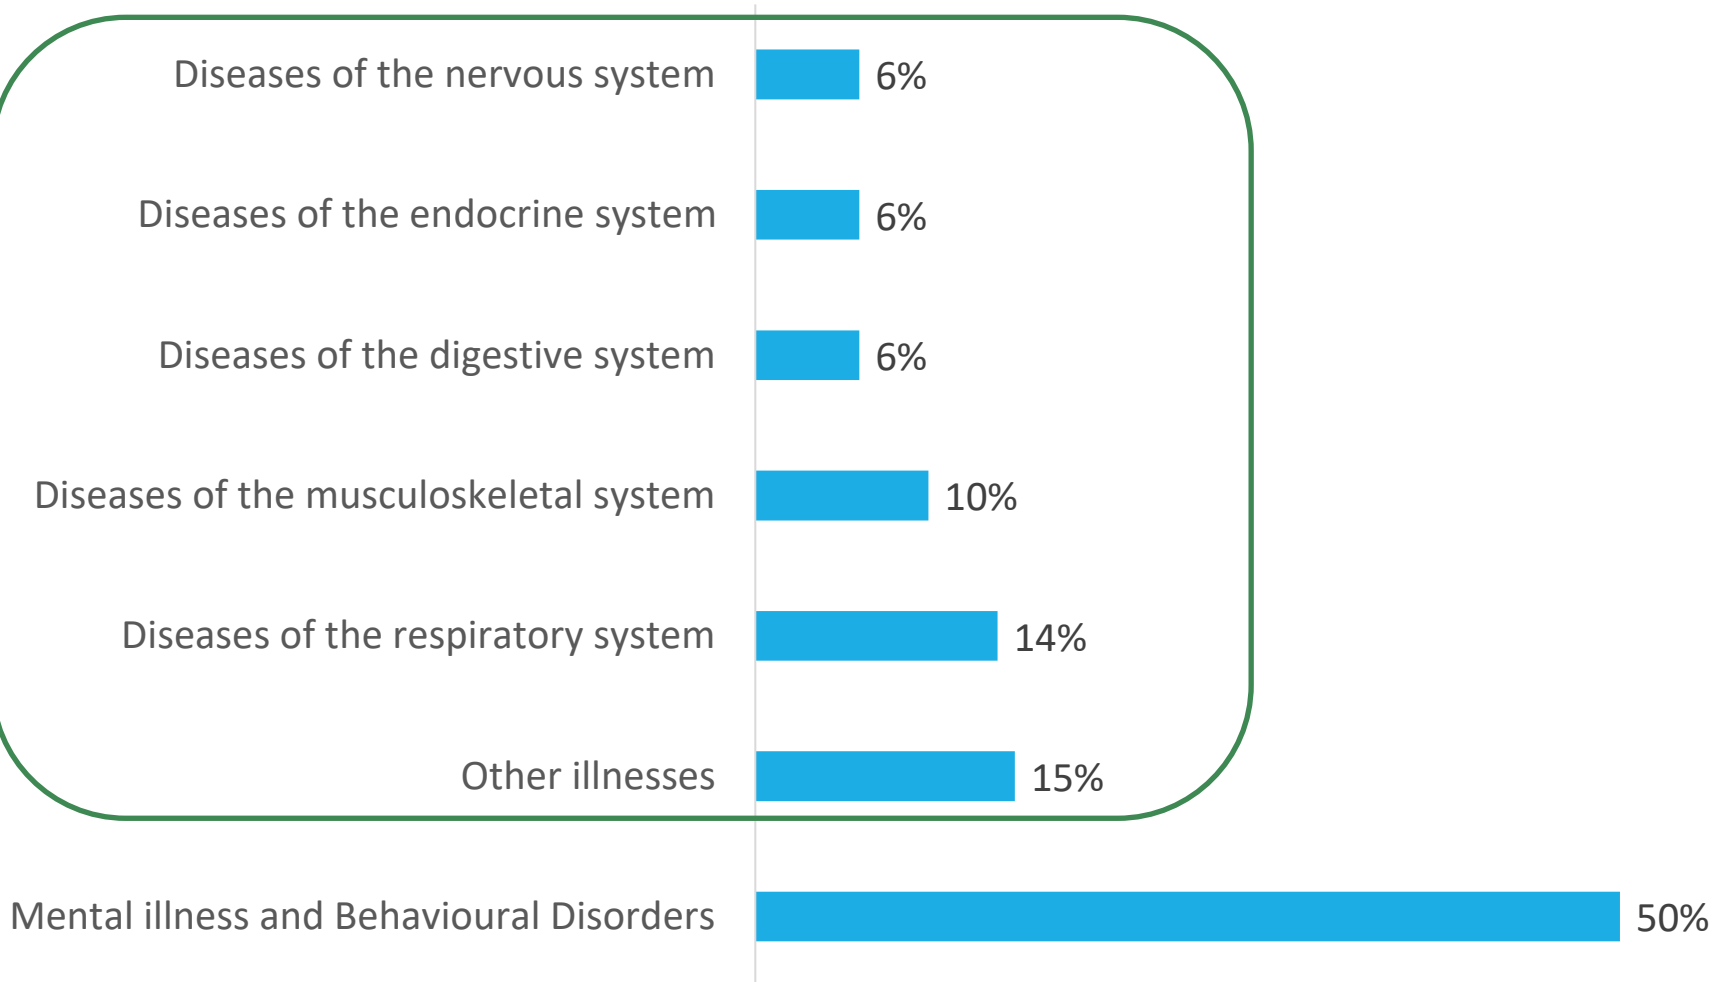 Diseases of the nervous system 6%
Diseases of the endocrine system 6%
Diseases of the digestive system 6%
Diseases of the musculoskeletal system 10%
Diseases of the respiratory system 14%
Other illnesses 15%
Mental illness and Behavioural Disorders 50%